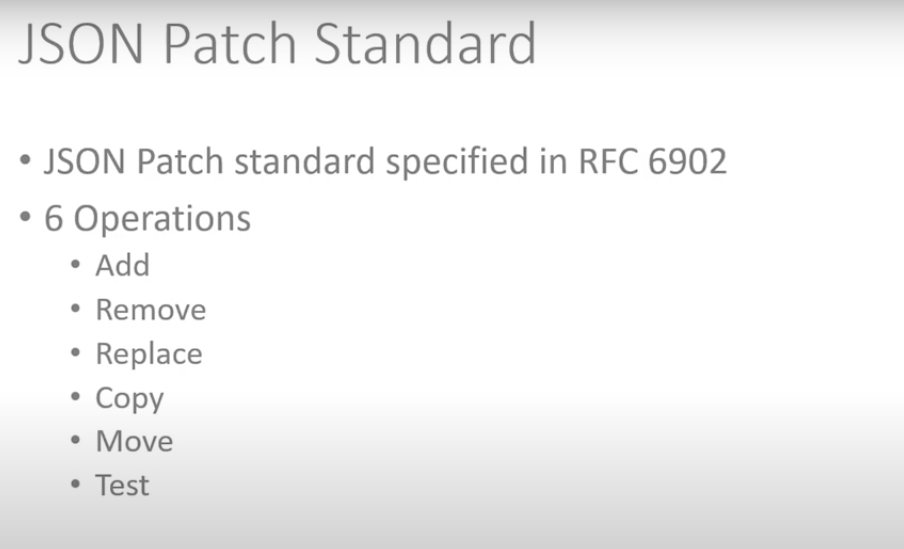 JSON Patch Standard
• JSON Patch standard specified in RFC 6902
• 6 Operations
• Add
• Remove
• Replace
• Copy
• Move
• Test